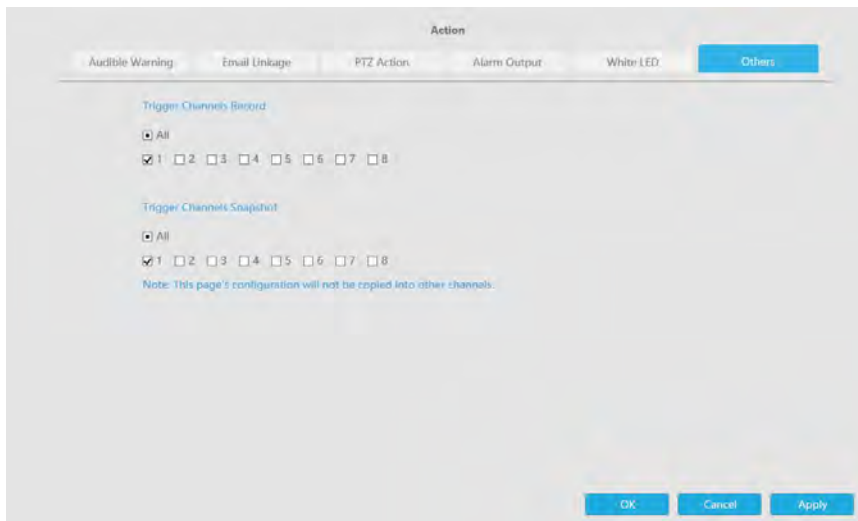 Action
Audible Warning Email Linkage PTZ Action Alarm Output White LED Others
Trigger Channels Record
All
1 2 3 4 5 6 7 8
Trigger Channels Snapshot
All
1 2 3 4 5 6 7 8
Note: This page's configuration will not be copied into other channels.
OK Cancel Apply